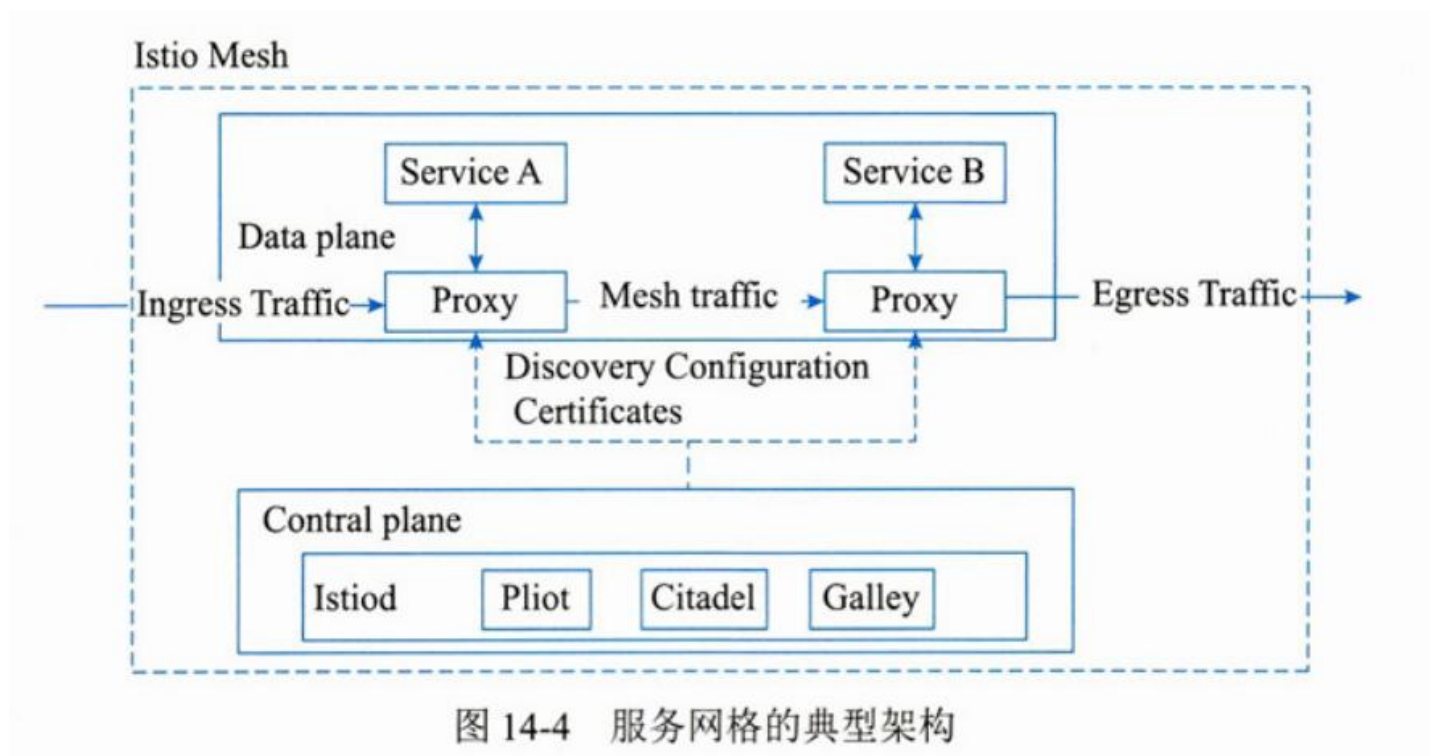 Istio Mesh
Service A
Service B
Data plane
Ingress Traffic
Proxy
Mesh traffic
Proxy
Egress Traffic
Discovery Configuration
Certificates
Contral plane
Istiod
Pliot
Citadel
Galley
图 14-4 服务网格的典型架构